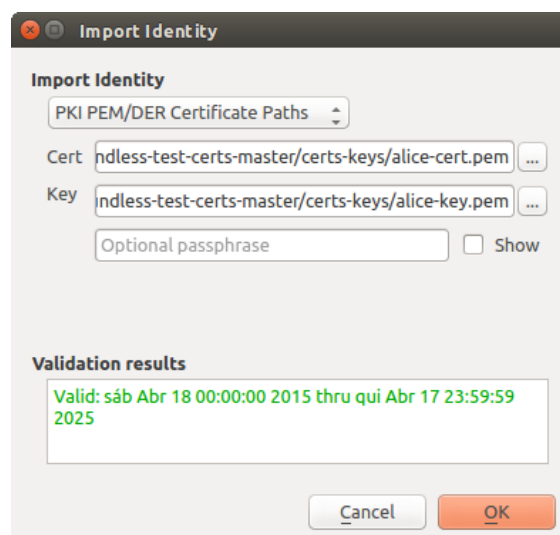 Import Identity
Import Identity
PKI PEM/DER Certificate Paths
Cert ndless-test-certs-master/certs-keys/alice-cert.pem ...
Key indless-test-certs-master/certs-keys/alice-key.pem ...
Optional passphrase Show
Validation results
Valid: sáb Abr 18 00:00:00 2015 thru qui Abr 17 23:59:59
2025
Cancel OK